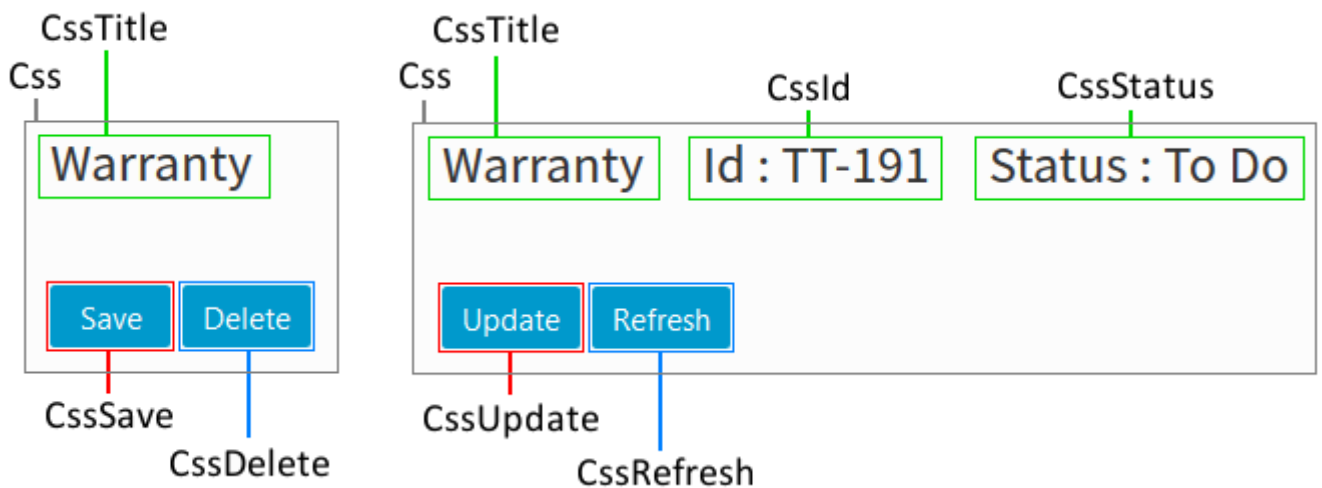 CssTitle
Css
Warranty
Save Delete
CssSave
CssDelete
CssTitle
Css
CssId
CssStatus
Warranty Id : TT-191 Status : To Do
Update Refresh
CssUpdate
CssRefresh